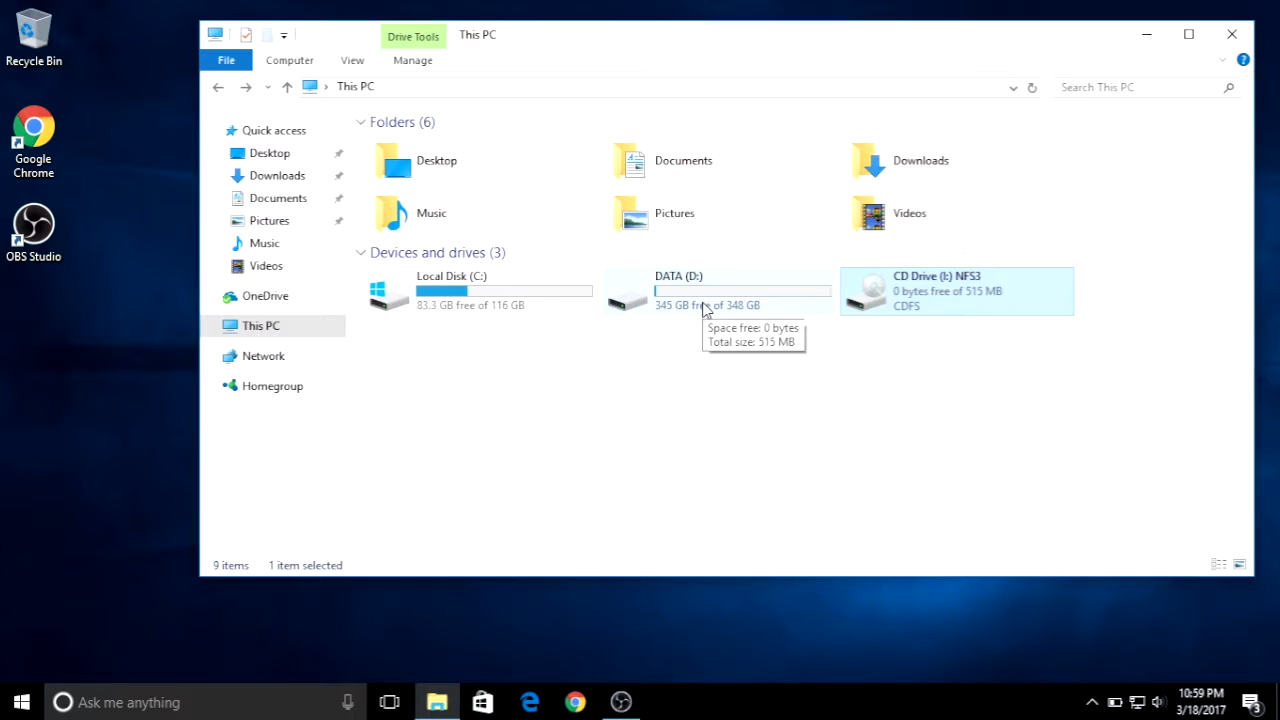 Recycle Bin
Google
Chrome
OBS Studio
Drive Tools
This PC
File
Computer
View
Manage
This PC
Search This PC
Quick access
Desktop
Downloads
Documents
Pictures
Music
Videos
OneDrive
This PC
Network
Homegroup
Folders (6)
Desktop
Documents
Downloads
Music
Pictures
Videos
Devices and drives (3)
Local Disk (C:)
83.3 GB free of 116 GB
DATA (D:)
345 GB free of 348 GB
CD Drive (I:) NFS3
0 bytes free of 515 MB
CDFS
Space free: 0 bytes
Total size: 515 MB
9 items
1 item selected
Ask me anything
10:59 PM
3/18/2017
3